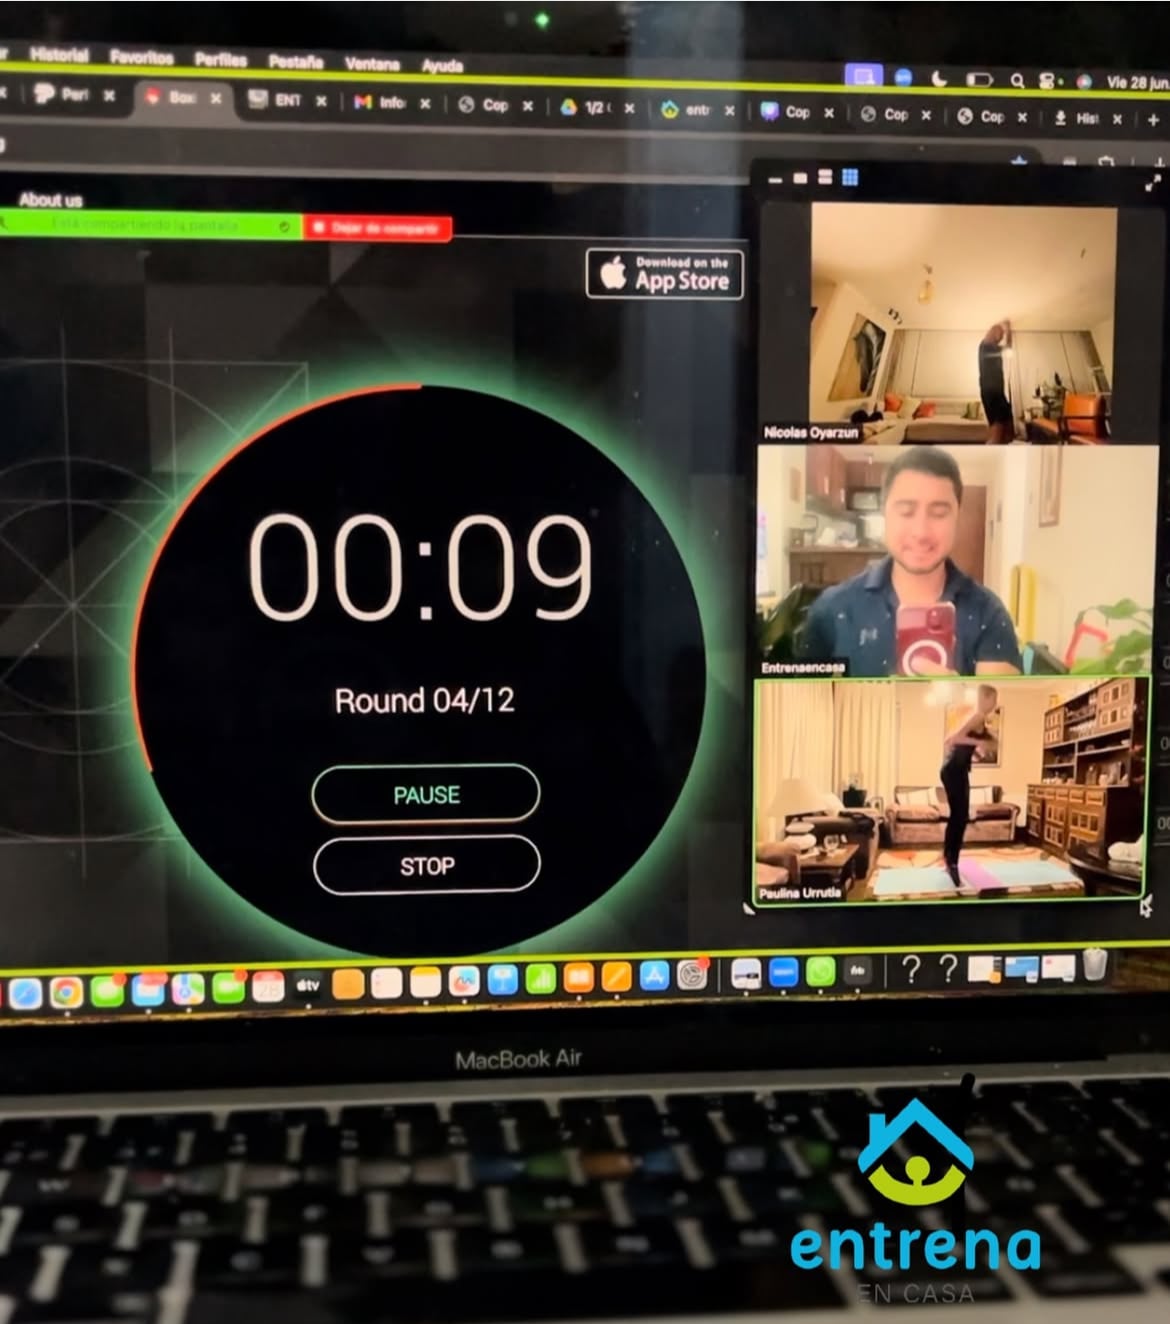 Historial Favoritos Perfiles Pestaña Ventana Ayuda
Vie 28 jun.
Perl
Box
ENT
Info
Cop
1/2 (
entr
Cop
Cop
Cop
Hist
About us
Está compartiendo la pantalla
Dejar de compartir
Download on the
App Store
00:09
Round 04/12
PAUSE
STOP
Nicolas Oyarzun
Entrenaencasa
Paulina Urrutia
28
tv
MacBook Air
entrena
EN CASA